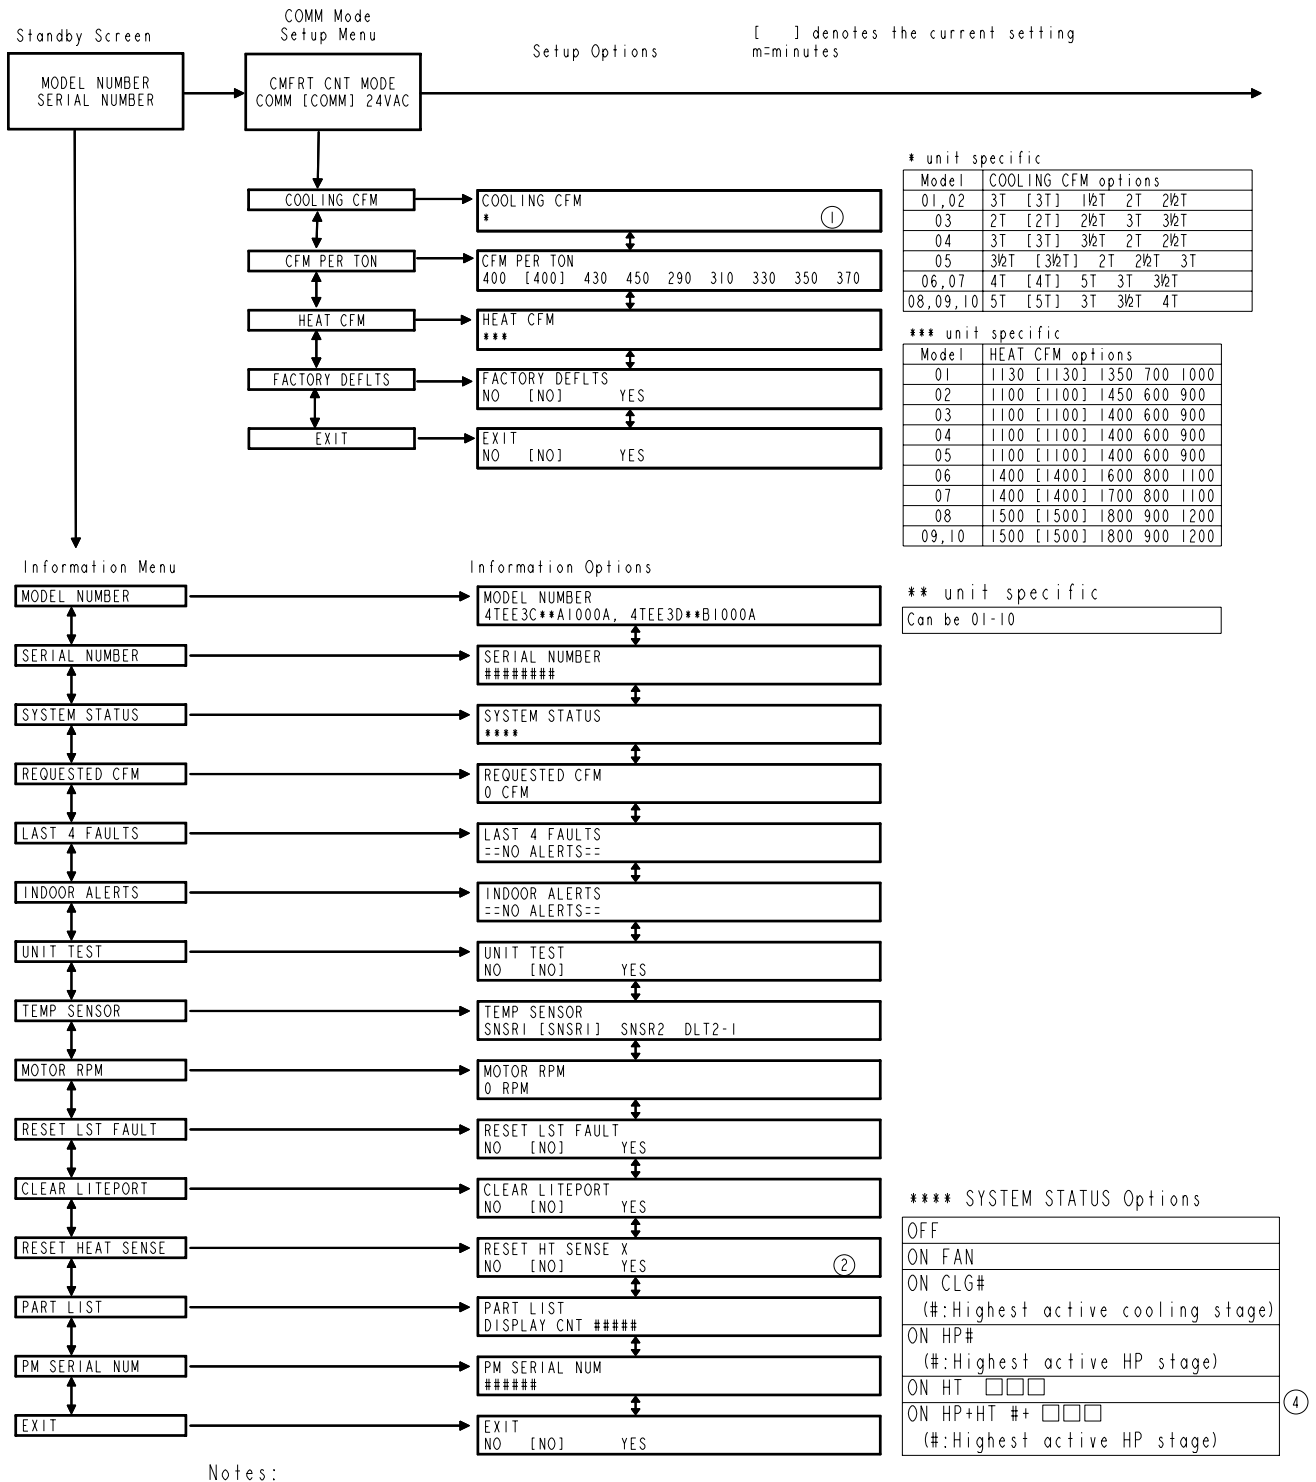 Standby Screen
MODEL NUMBER
SERIAL NUMBER
COMM Mode
Setup Menu
CMFRT CNT MODE
COMM [COMM] 24VAC
Setup Options
[ ] denotes the current setting
m=minutes
COOLING CFM
CFM PER TON
HEAT CFM
FACTORY DEFLTS
EXIT
COOLING CFM
* 1
CFM PER TON
400 [400] 430 450 290 310 330 350 370
HEAT CFM
***
FACTORY DEFLTS
NO [NO] YES
EXIT
NO [NO] YES
* unit specific
Model COOLING CFM options
01,02 3T [3T] 1½T 2T 2½T
03 2T [2T] 2½T 3T 3½T
04 3T [3T] 3½T 2T 2½T
05 3½T [3½T] 2T 2½T 3T
06,07 4T [4T] 5T 3T 3½T
08,09,10 5T [5T] 3T 3½T 4T
*** unit specific
Model HEAT CFM options
01 1130 [1130] 1350 700 1000
02 1100 [1100] 1450 600 900
03 1100 [1100] 1400 600 900
04 1100 [1100] 1400 600 900
05 1100 [1100] 1400 600 900
06 1400 [1400] 1600 800 1100
07 1400 [1400] 1700 800 1100
08 1500 [1500] 1800 900 1200
09,10 1500 [1500] 1800 900 1200
** unit specific
Can be 01-10
Information Menu
MODEL NUMBER
SERIAL NUMBER
SYSTEM STATUS
REQUESTED CFM
LAST 4 FAULTS
INDOOR ALERTS
UNIT TEST
TEMP SENSOR
MOTOR RPM
RESET LST FAULT
CLEAR LITEPORT
RESET HEAT SENSE
PART LIST
PM SERIAL NUM
EXIT
Information Options
MODEL NUMBER
4TEE3C**A1000A, 4TEE3D**B1000A
SERIAL NUMBER
########
SYSTEM STATUS
****
REQUESTED CFM
0 CFM
LAST 4 FAULTS
==NO ALERTS==
INDOOR ALERTS
==NO ALERTS==
UNIT TEST
NO [NO] YES
TEMP SENSOR
SNSR1 [SNSR1] SNSR2 DLT2-1
MOTOR RPM
0 RPM
RESET LST FAULT
NO [NO] YES
CLEAR LITEPORT
NO [NO] YES
RESET HT SENSE X
NO [NO] YES 2
PART LIST
DISPLAY CNT #####
PM SERIAL NUM
######
EXIT
NO [NO] YES
**** SYSTEM STATUS Options
OFF
ON FAN
ON CLG#
(#:Highest active cooling stage)
ON HP#
(#:Highest active HP stage)
ON HT □□□
ON HP+HT #+ □□□
(#:Highest active HP stage)
4
Notes: